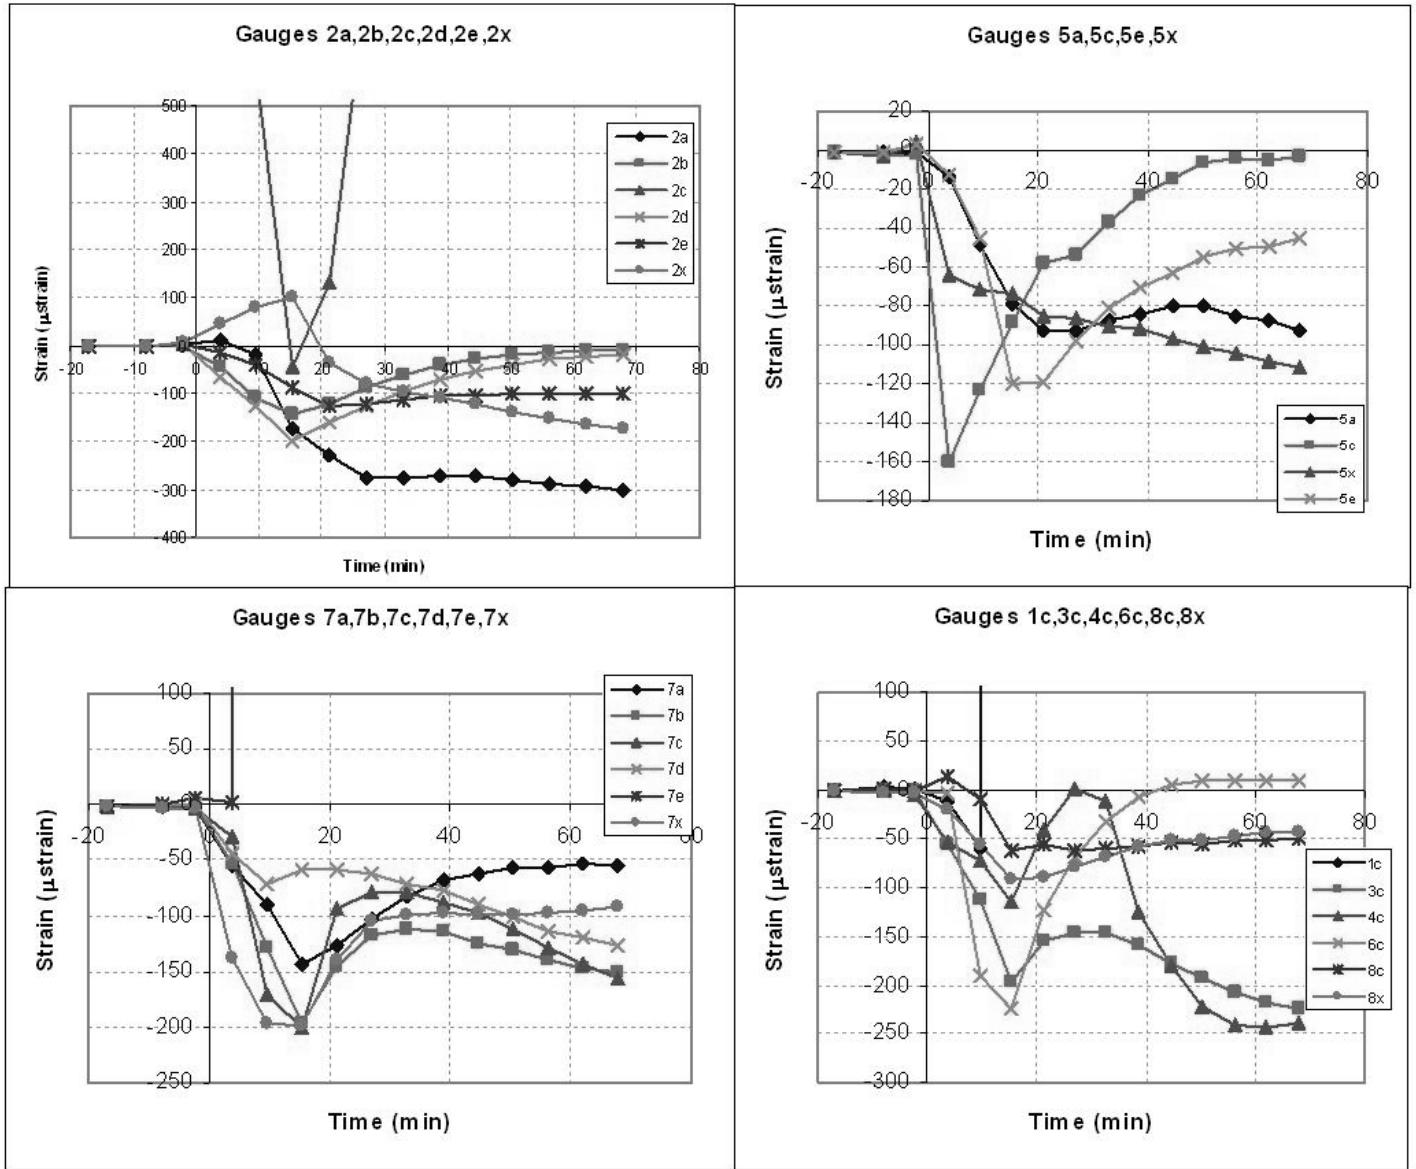 Gauges 2a,2b,2c,2d,2e,2x
500
400
300
200
100
0
-100
-200
-300
-400
-20 -10 0 10 20 30 40 50 60 70 80
Strain (µstrain)
Time (min)
2a
2b
2c
2d
2e
2x
Gauges 5a,5c,5e,5x
20
0
-20
-40
-60
-80
-100
-120
-140
-160
-180
-20 0 20 40 60 80
Strain (µstrain)
Time (min)
5a
5c
5x
5e
Gauges 7a,7b,7c,7d,7e,7x
100
50
0
-50
-100
-150
-200
-250
-20 0 20 40 60 80
Strain (µstrain)
Time (min)
7a
7b
7c
7d
7e
7x
Gauges 1c,3c,4c,6c,8c,8x
100
50
0
-50
-100
-150
-200
-250
-300
-20 0 20 40 60 80
Strain (µstrain)
Time (min)
1c
3c
4c
6c
8c
8x